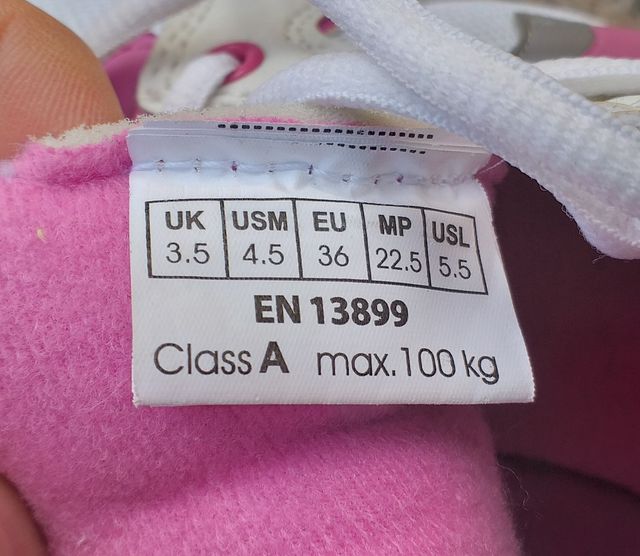 UK USM EU MP USL
3.5 4.5 36 22.5 5.5
EN 13899
Class A max.100 kg